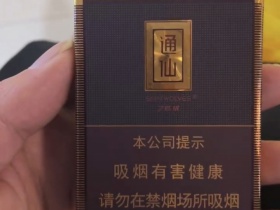 通仙
本公司提示
吸烟有害健康
请勿在禁烟场所吸烟